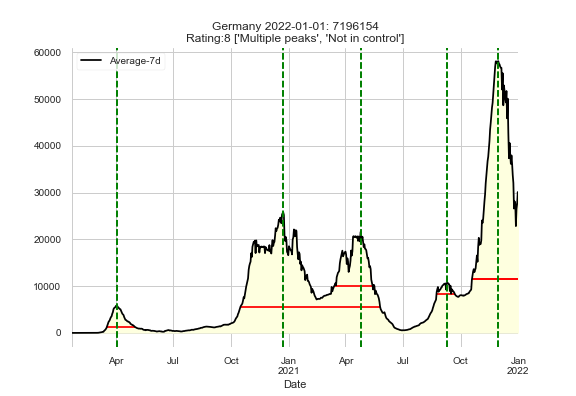 Germany 2022-01-01: 7196154
Rating:8 ['Multiple peaks', 'Not in control']
Average-7d
60000
50000
40000
30000
20000
10000
0
Apr Jul Oct Jan Apr Jul Oct Jan
2021 2022
Date